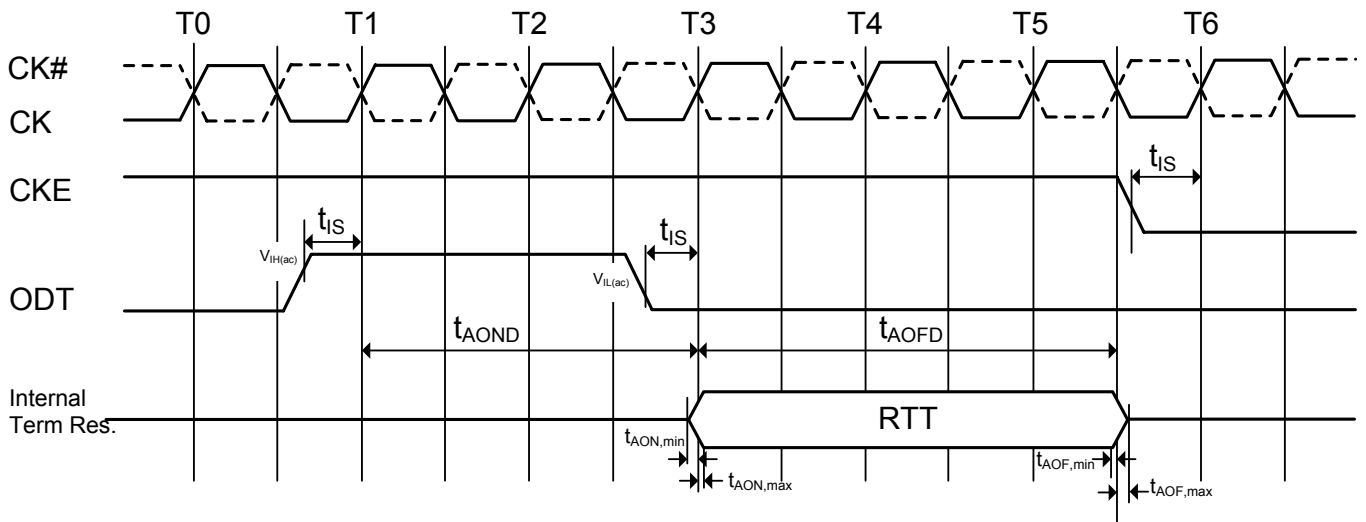 T0 T1 T2 T3 T4 T5 T6
CK#
CK
CKE
tIS
tIS
tIS
VIH(ac)
VIL(ac)
ODT
tAOND
tAOFD
Internal
Term Res.
RTT
tAON,min
tAOF,min
tAON,max
tAOF,max